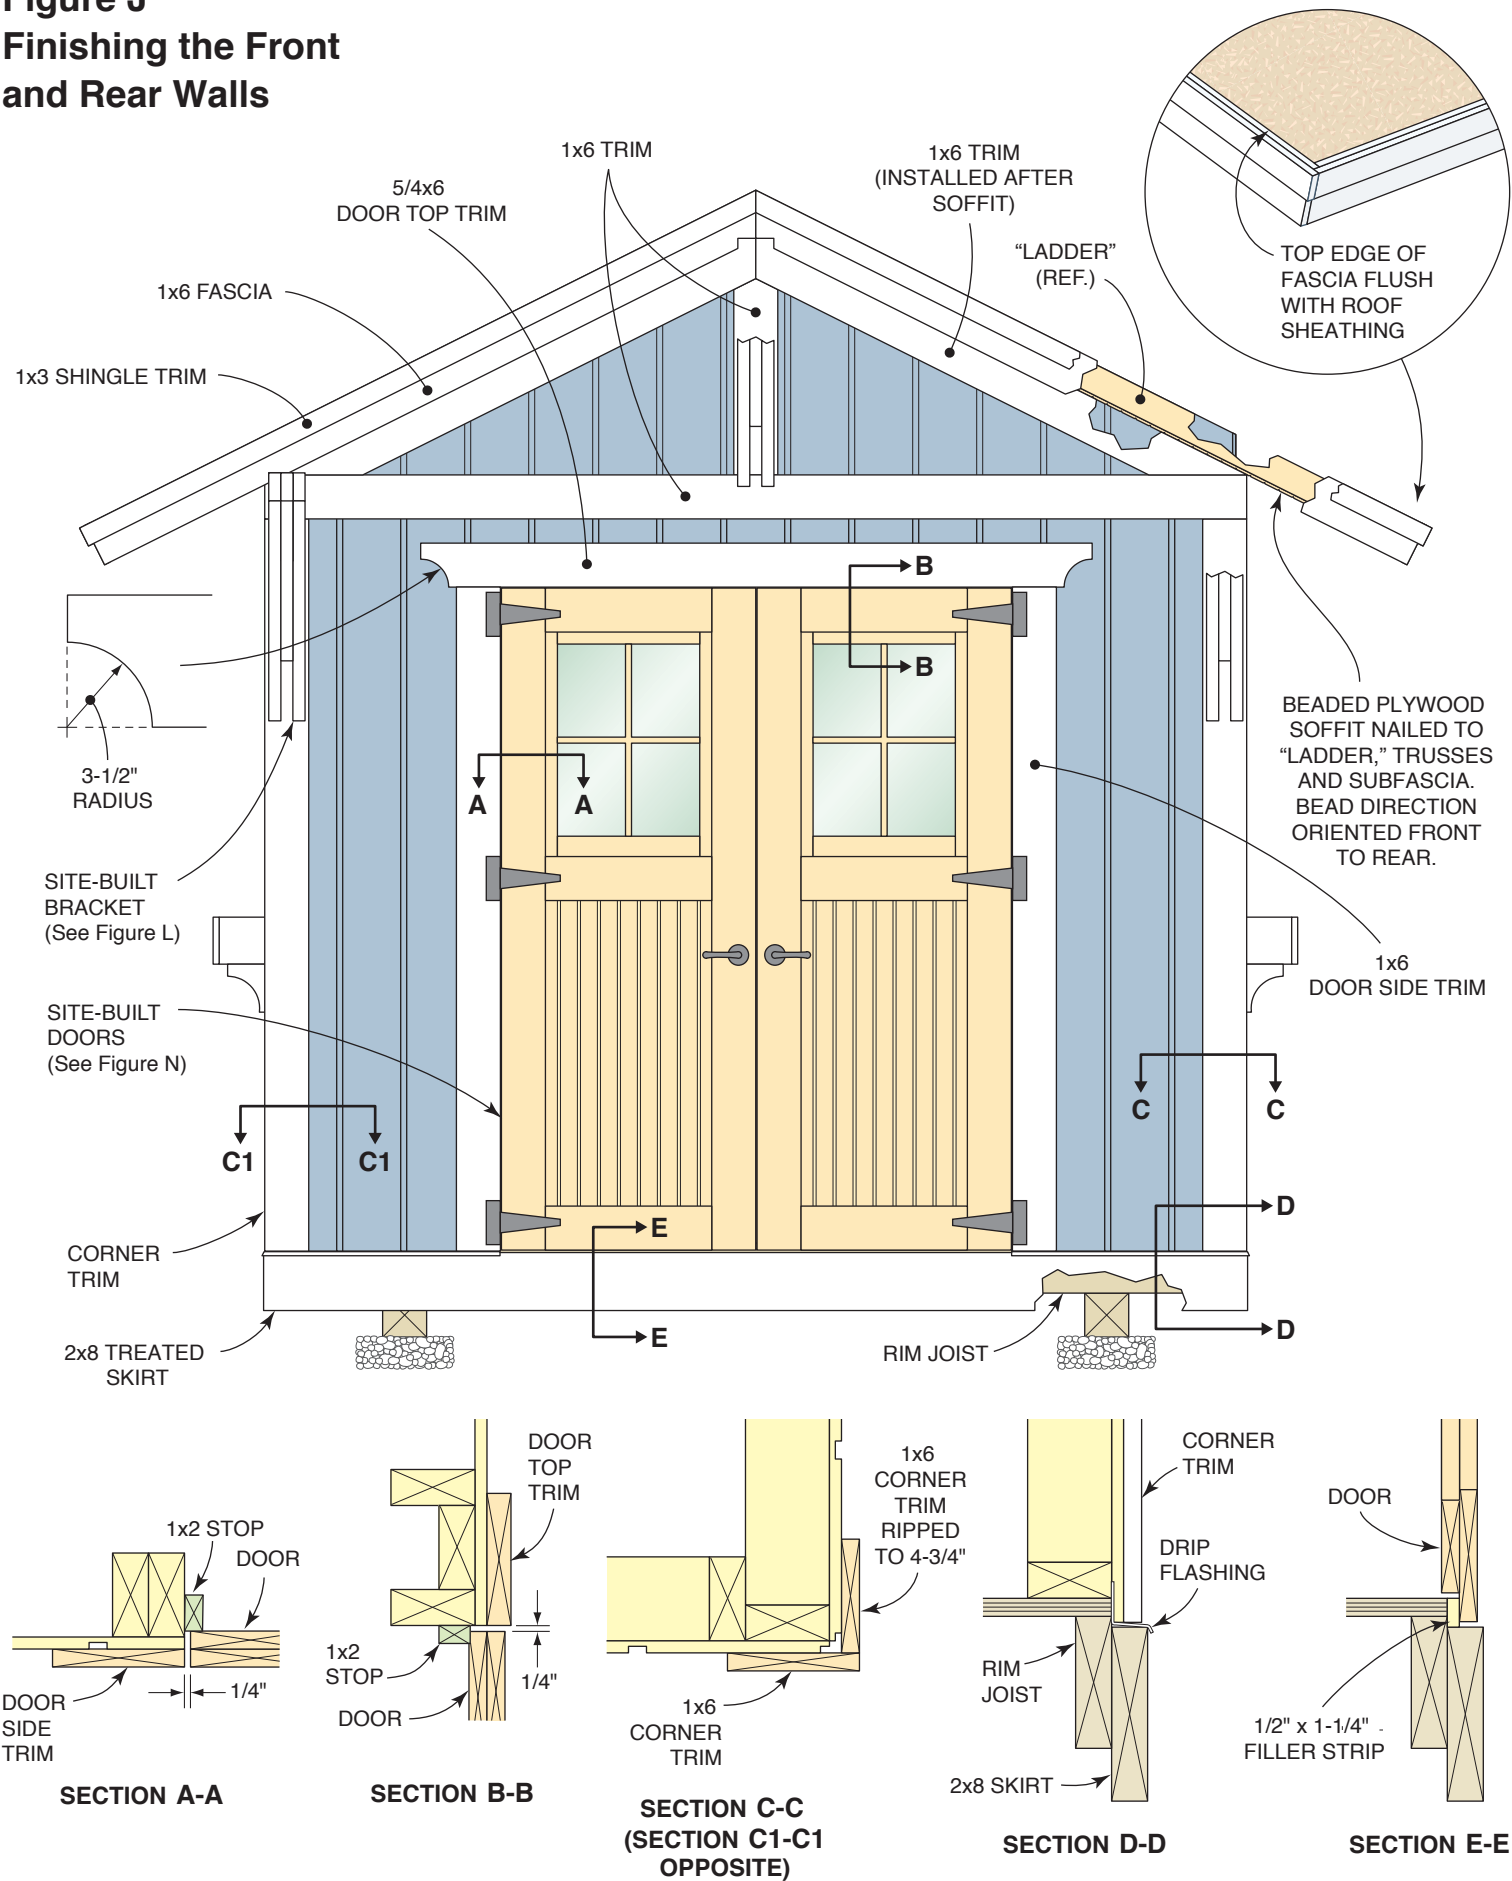 Figure J
Finishing the Front
and Rear Walls
1x6 TRIM
1x6 TRIM
(INSTALLED AFTER
SOFFIT)
5/4x6
DOOR TOP TRIM
“LADDER”
(REF.)
TOP EDGE OF
FASCIA FLUSH
WITH ROOF
SHEATHING
1x6 FASCIA
1x3 SHINGLE TRIM
B
B
A
A
3-1/2"
RADIUS
BEADED PLYWOOD
SOFFIT NAILED TO
“LADDER,” TRUSSES
AND SUBFASCIA.
BEAD DIRECTION
ORIENTED FRONT
TO REAR.
SITE-BUILT
BRACKET
(See Figure L)
1x6
DOOR SIDE TRIM
SITE-BUILT
DOORS
(See Figure N)
C
C
C1
C1
D
D
E
E
CORNER
TRIM
2x8 TREATED
SKIRT
RIM JOIST
1x2 STOP
DOOR
DOOR
SIDE
TRIM
1/4"
SECTION A-A
DOOR
TOP
TRIM
1x2
STOP
DOOR
1/4"
SECTION B-B
1x6
CORNER
TRIM
RIPPED
TO 4-3/4"
1x6
CORNER
TRIM
SECTION C-C
(SECTION C1-C1
OPPOSITE)
CORNER
TRIM
DRIP
FLASHING
RIM
JOIST
2x8 SKIRT
SECTION D-D
DOOR
1/2" x 1-1/4"
FILLER STRIP
SECTION E-E